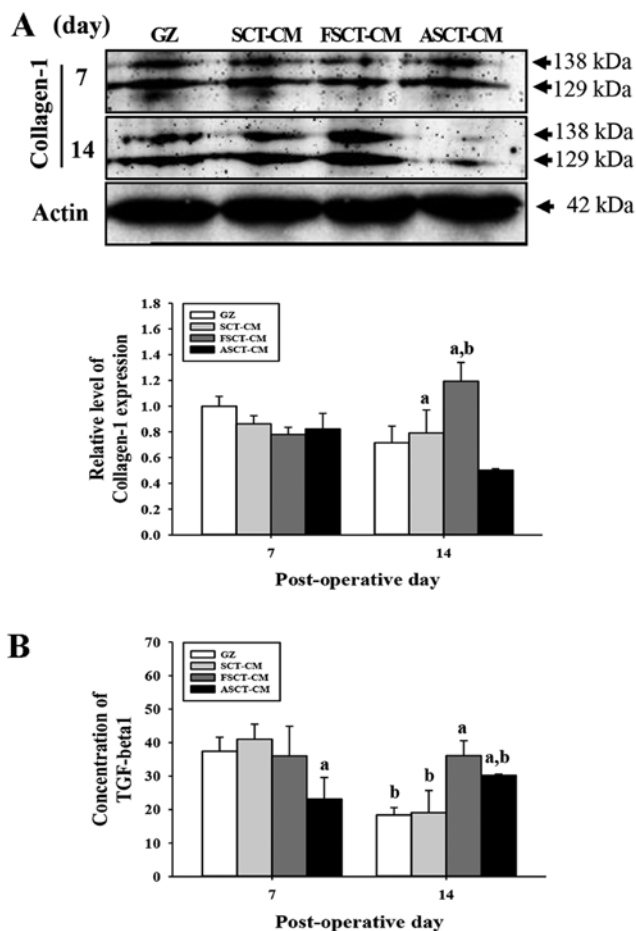 A (day) GZ SCT-CM FSCT-CM ASCT-CM
Collagen-1
7
138 kDa
129 kDa
14
138 kDa
129 kDa
Actin
42 kDa
Relative level of
Collagen-1 expression
1.8
1.6
1.4
1.2
1.0
0.8
0.6
0.4
0.2
0.0
GZ
SCT-CM
FSCT-CM
ASCT-CM
a
a,b
7 14
Post-operative day
B
Concentration of
TGF-beta1
70
60
50
40
30
20
10
0
GZ
SCT-CM
FSCT-CM
ASCT-CM
a
b
b
a
a,b
7 14
Post-operative day